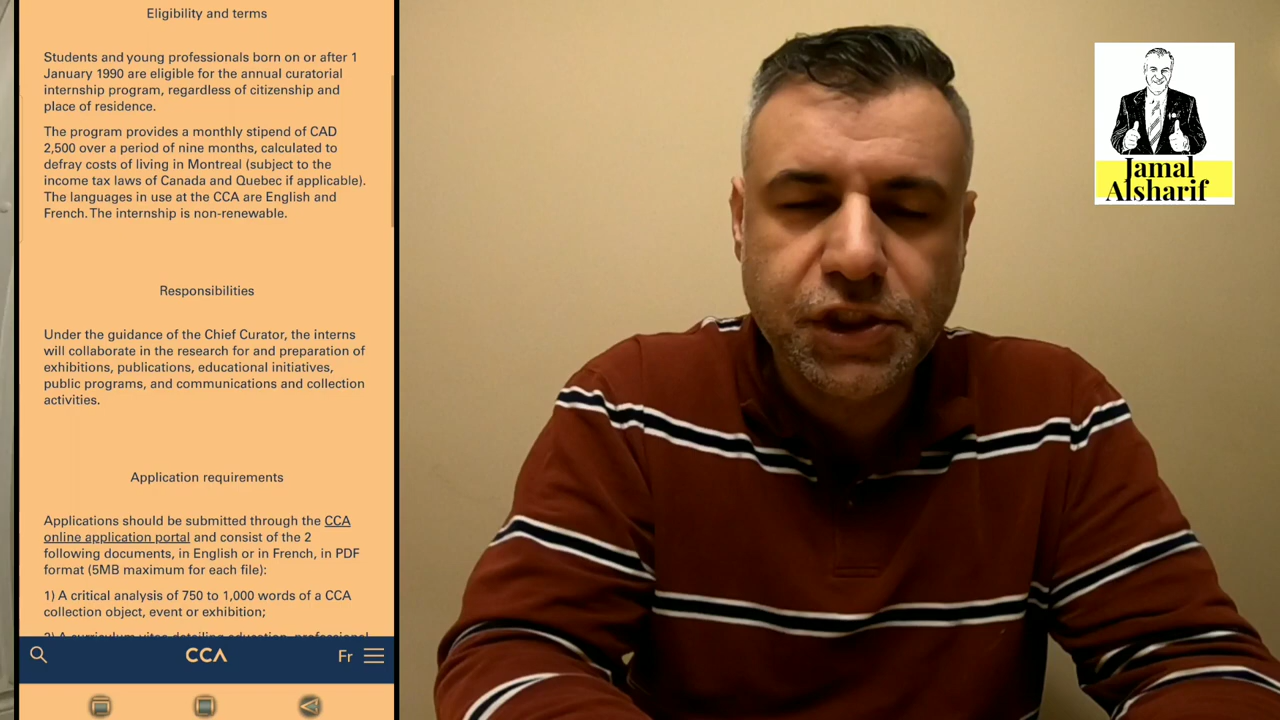 Eligibility and terms
Students and young professionals born on or after 1
January 1990 are eligible for the annual curatorial
internship program, regardless of citizenship and
place of residence.
The program provides a monthly stipend of CAD
2,500 over a period of nine months, calculated to
defray costs of living in Montreal (subject to the
income tax laws of Canada and Quebec if applicable).
The languages in use at the CCA are English and
French. The internship is non-renewable.
Responsibilities
Under the guidance of the Chief Curator, the interns
will collaborate in the research for and preparation of
exhibitions, publications, educational initiatives,
public programs, and communications and collection
activities.
Application requirements
Applications should be submitted through the CCA
online application portal and consist of the 2
following documents, in English or in French, in PDF
format (5MB maximum for each file):
1) A critical analysis of 750 to 1,000 words of a CCA
collection object, event or exhibition;
2) A curriculum vitae detailing education, professional
CCA
Fr
Jamal
Alsharif